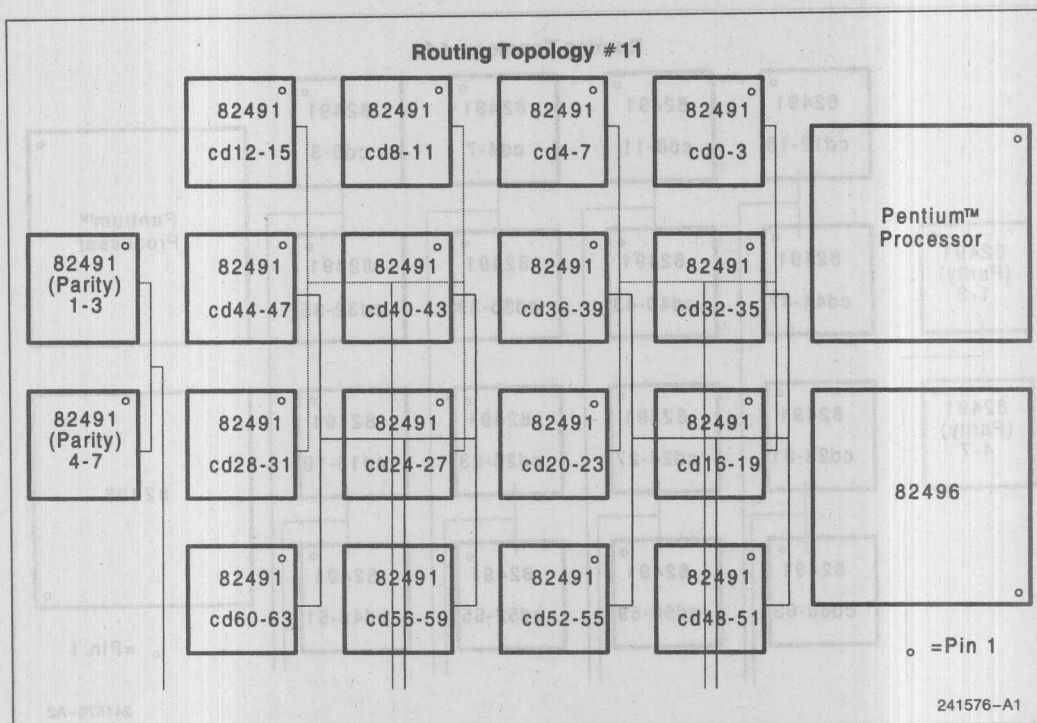 Routing Topology #11
82491
cd12-15
82491
cd8-11
82491
cd4-7
82491
cd0-3
Pentium™
Processor
82491
(Parity)
1-3
82491
cd44-47
82491
cd40-43
82491
cd36-39
82491
cd32-35
82491
(Parity)
4-7
82491
cd28-31
82491
cd24-27
82491
cd20-23
82491
cd16-19
82496
82491
cd60-63
82491
cd56-59
82491
cd52-55
82491
cd48-51
=Pin 1
241576-A1